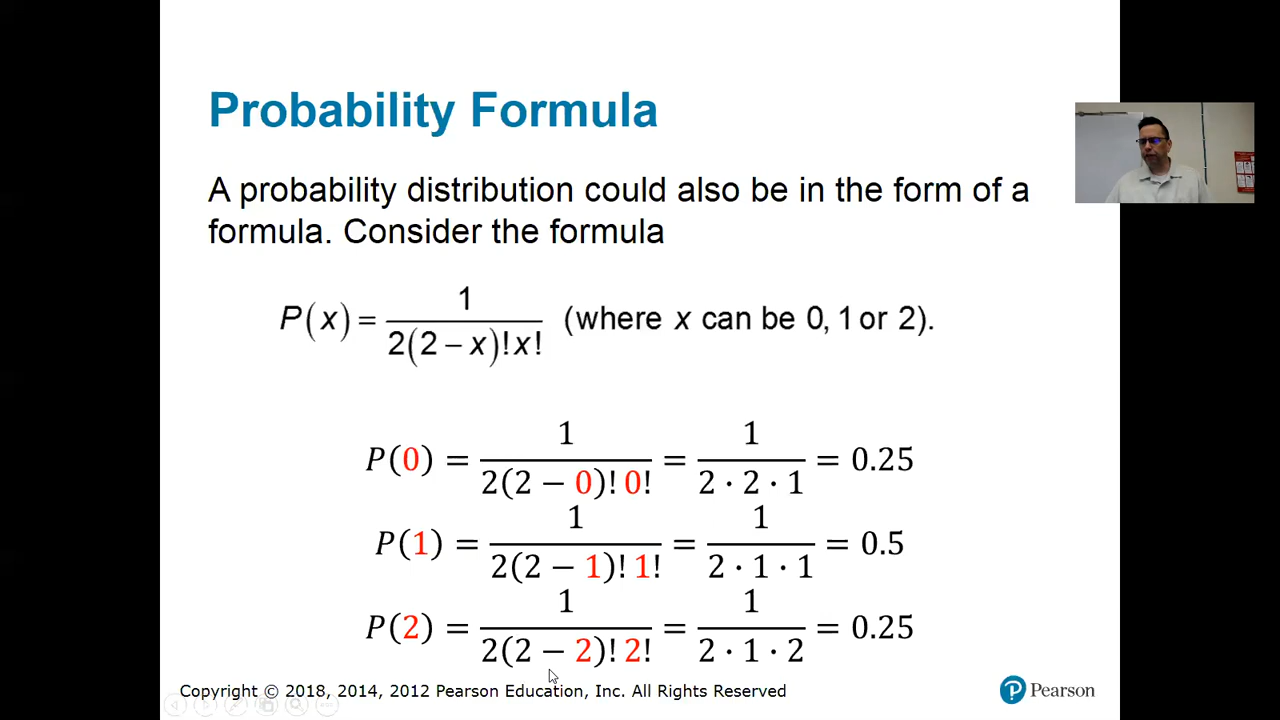 Probability Formula
A probability distribution could also be in the form of a
formula. Consider the formula
P(x) = 1 / 2(2 − x)!x! (where x can be 0, 1 or 2).
P(0) = 1 / 2(2 − 0)! 0! = 1 / 2 · 2 · 1 = 0.25
P(1) = 1 / 2(2 − 1)! 1! = 1 / 2 · 1 · 1 = 0.5
P(2) = 1 / 2(2 − 2)! 2! = 1 / 2 · 1 · 2 = 0.25
Copyright © 2018, 2014, 2012 Pearson Education, Inc. All Rights Reserved
P Pearson